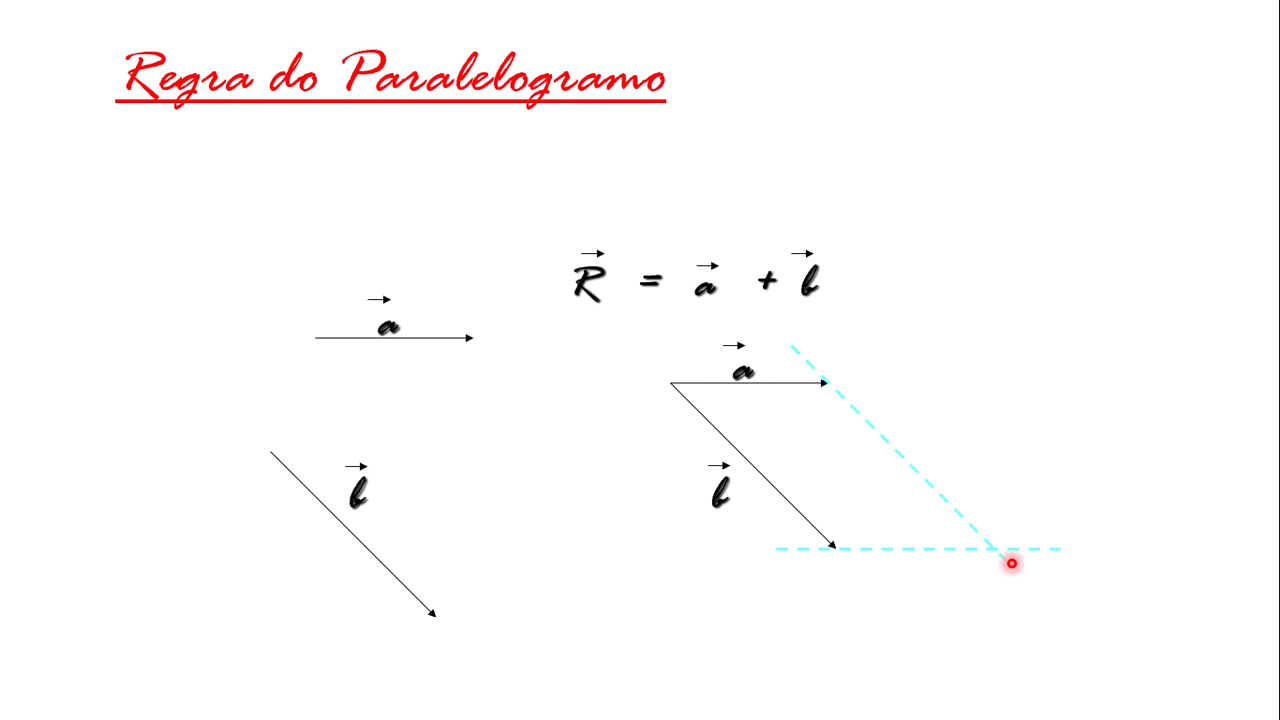 Regra do Paralelogramo
R⃗ = a⃗ + b⃗
a⃗
a⃗
b⃗
b⃗